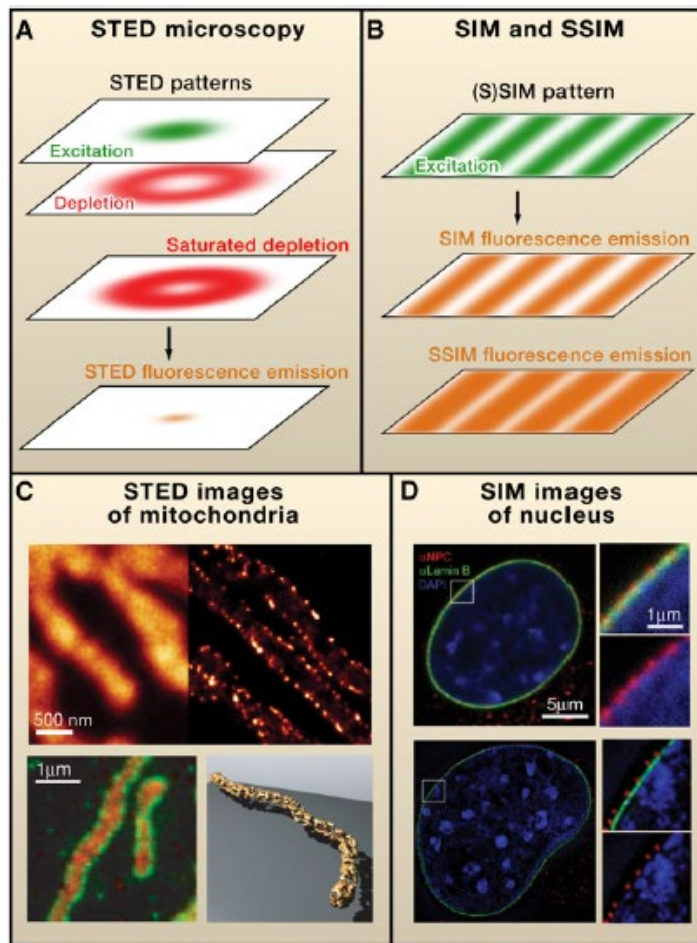 A
STED microscopy
STED patterns
Excitation
Depletion
Saturated depletion
STED fluorescence emission
B
SIM and SSIM
(S)SIM pattern
Excitation
SIM fluorescence emission
SSIM fluorescence emission
C
STED images
of mitochondria
500 nm
1μm
D
SIM images
of nucleus
αNPC
αLamin B
DAPI
5μm
1μm